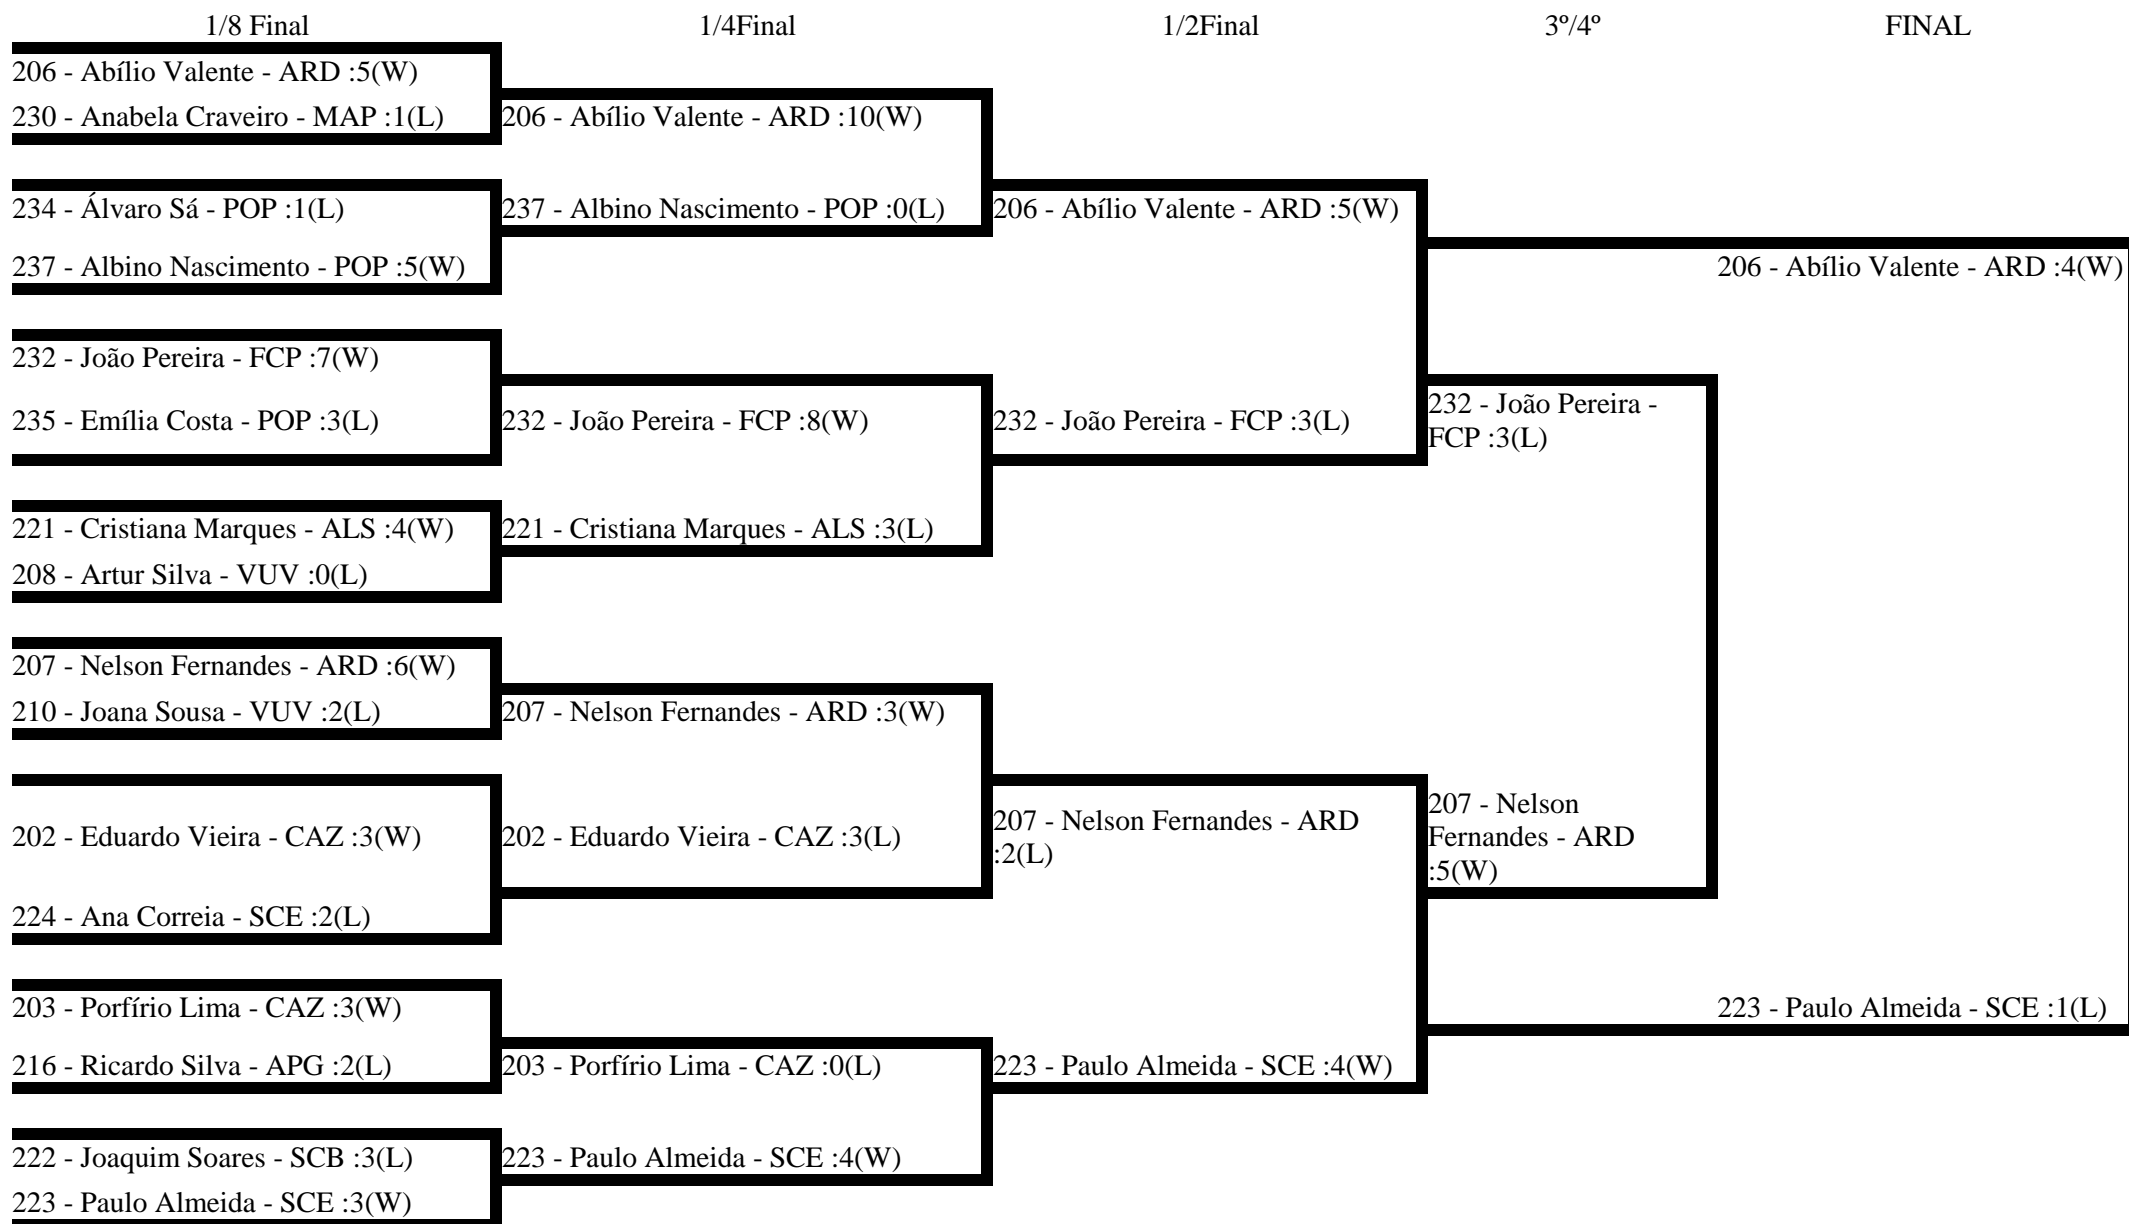 1/8 Final
1/4Final
1/2Final
3º/4º
FINAL
206 - Abílio Valente - ARD :5(W)
230 - Anabela Craveiro - MAP :1(L)
234 - Álvaro Sá - POP :1(L)
237 - Albino Nascimento - POP :5(W)
232 - João Pereira - FCP :7(W)
235 - Emília Costa - POP :3(L)
221 - Cristiana Marques - ALS :4(W)
208 - Artur Silva - VUV :0(L)
207 - Nelson Fernandes - ARD :6(W)
210 - Joana Sousa - VUV :2(L)
202 - Eduardo Vieira - CAZ :3(W)
224 - Ana Correia - SCE :2(L)
203 - Porfírio Lima - CAZ :3(W)
216 - Ricardo Silva - APG :2(L)
222 - Joaquim Soares - SCB :3(L)
223 - Paulo Almeida - SCE :3(W)
206 - Abílio Valente - ARD :10(W)
237 - Albino Nascimento - POP :0(L)
232 - João Pereira - FCP :8(W)
221 - Cristiana Marques - ALS :3(L)
207 - Nelson Fernandes - ARD :3(W)
202 - Eduardo Vieira - CAZ :3(L)
203 - Porfírio Lima - CAZ :0(L)
223 - Paulo Almeida - SCE :4(W)
206 - Abílio Valente - ARD :5(W)
232 - João Pereira - FCP :3(L)
207 - Nelson Fernandes - ARD
:2(L)
223 - Paulo Almeida - SCE :4(W)
232 - João Pereira -
FCP :3(L)
207 - Nelson
Fernandes - ARD
:5(W)
206 - Abílio Valente - ARD :4(W)
223 - Paulo Almeida - SCE :1(L)